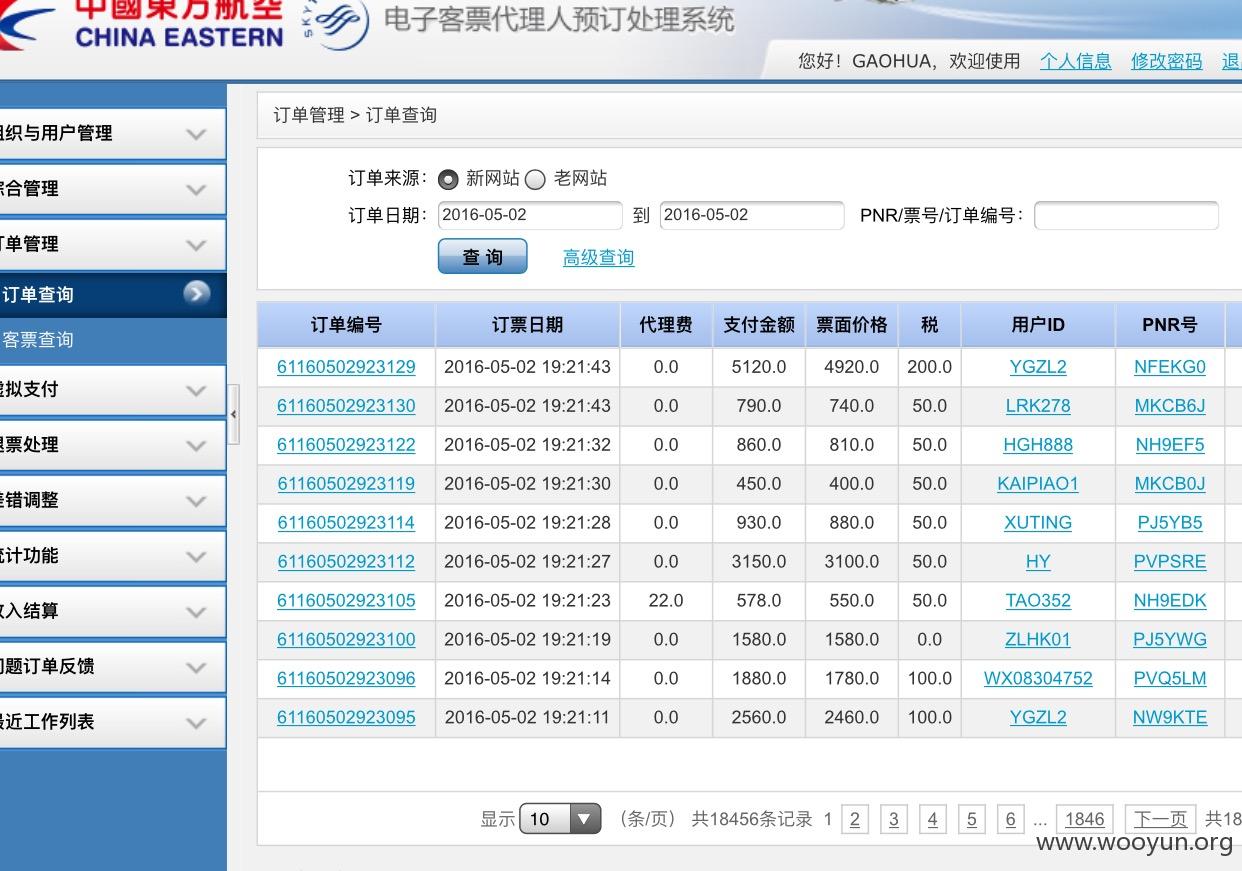 中國東方航空
CHINA EASTERN
SKY
电子客票代理人预订处理系统
您好！GAOHUA，欢迎使用 个人信息 修改密码
组织与用户管理
综合管理
订单管理
订单查询
客票查询
虚拟支付
退票处理
差错调整
统计功能
收入结算
问题订单反馈
最近工作列表
订单管理 > 订单查询
订单来源： 新网站 老网站
订单日期： 2016-05-02 到 2016-05-02 PNR/票号/订单编号：
查 询 高级查询
订单编号 订票日期 代理费 支付金额 票面价格 税 用户ID PNR号
61160502923129 2016-05-02 19:21:43 0.0 5120.0 4920.0 200.0 YGZL2 NFEKG0
61160502923130 2016-05-02 19:21:43 0.0 790.0 740.0 50.0 LRK278 MKCB6J
61160502923122 2016-05-02 19:21:32 0.0 860.0 810.0 50.0 HGH888 NH9EF5
61160502923119 2016-05-02 19:21:30 0.0 450.0 400.0 50.0 KAIPIAO1 MKCB0J
61160502923114 2016-05-02 19:21:28 0.0 930.0 880.0 50.0 XUTING PJ5YB5
61160502923112 2016-05-02 19:21:27 0.0 3150.0 3100.0 50.0 HY PVPSRE
61160502923105 2016-05-02 19:21:23 22.0 578.0 550.0 50.0 TAO352 NH9EDK
61160502923100 2016-05-02 19:21:19 0.0 1580.0 1580.0 0.0 ZLHK01 PJ5YWG
61160502923096 2016-05-02 19:21:14 0.0 1880.0 1780.0 100.0 WX08304752 PVQ5LM
61160502923095 2016-05-02 19:21:11 0.0 2560.0 2460.0 100.0 YGZL2 NW9KTE
显示 10 （条/页） 共18456条记录 1 2 3 4 5 6 ... 1846 下一页 共18
www.wooyun.org